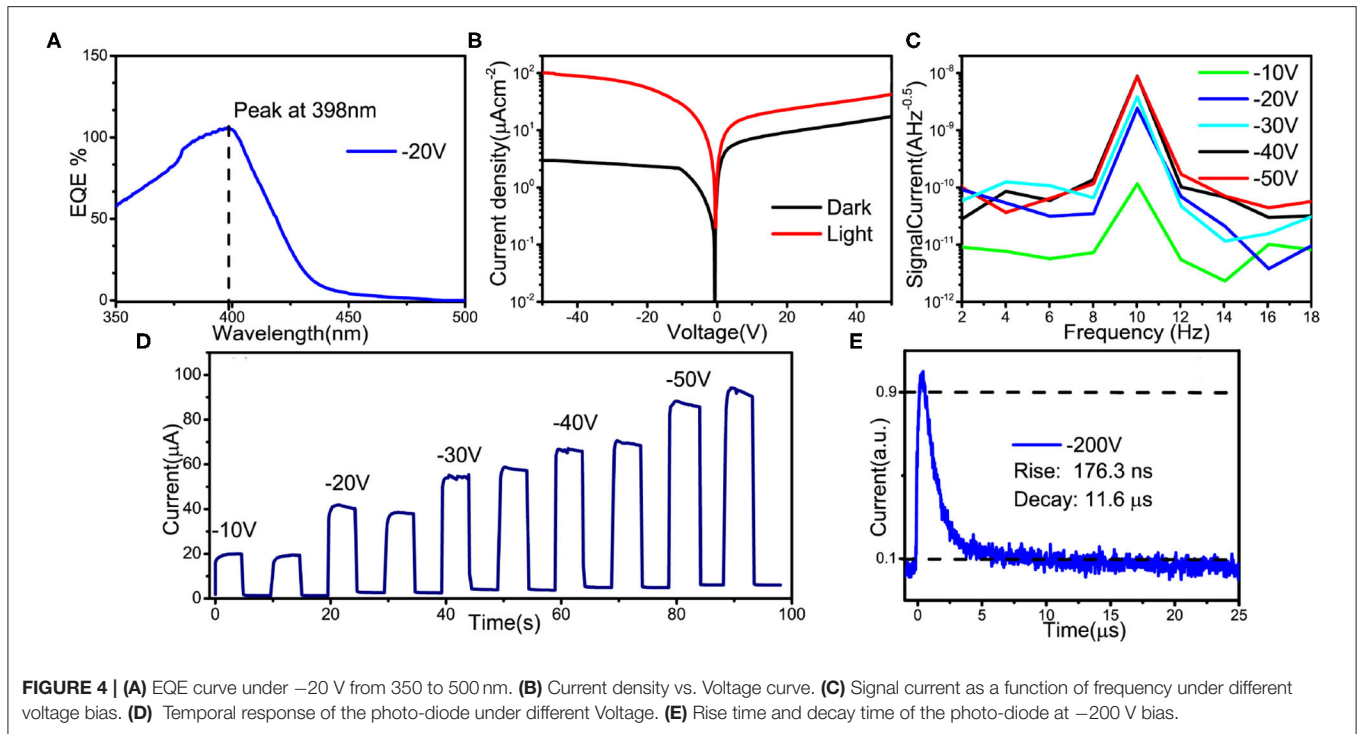 A
EQE %
150
100
50
0
Peak at 398nm
-20V
350
400
450
500
Wavelength(nm)
B
Current density(μAcm⁻²)
10²
10¹
10⁰
10⁻¹
10⁻²
Dark
Light
-40
-20
0
20
40
Voltage(V)
C
SignalCurrent(AHz⁻⁰·⁵)
10⁻⁸
10⁻⁹
10⁻¹⁰
10⁻¹¹
10⁻¹²
-10V
-20V
-30V
-40V
-50V
2 4 6 8 10 12 14 16 18
Frequency (Hz)
D
Current(μA)
100
80
60
40
20
0
-10V
-20V
-30V
-40V
-50V
0 20 40 60 80 100
Time(s)
E
Current(a.u.)
0.9
0.1
-200V
Rise: 176.3 ns
Decay: 11.6 μs
0 5 10 15 20 25
Time(μs)
FIGURE 4 | (A) EQE curve under −20 V from 350 to 500 nm. (B) Current density vs. Voltage curve. (C) Signal current as a function of frequency under different
voltage bias. (D) Temporal response of the photo-diode under different Voltage. (E) Rise time and decay time of the photo-diode at −200 V bias.